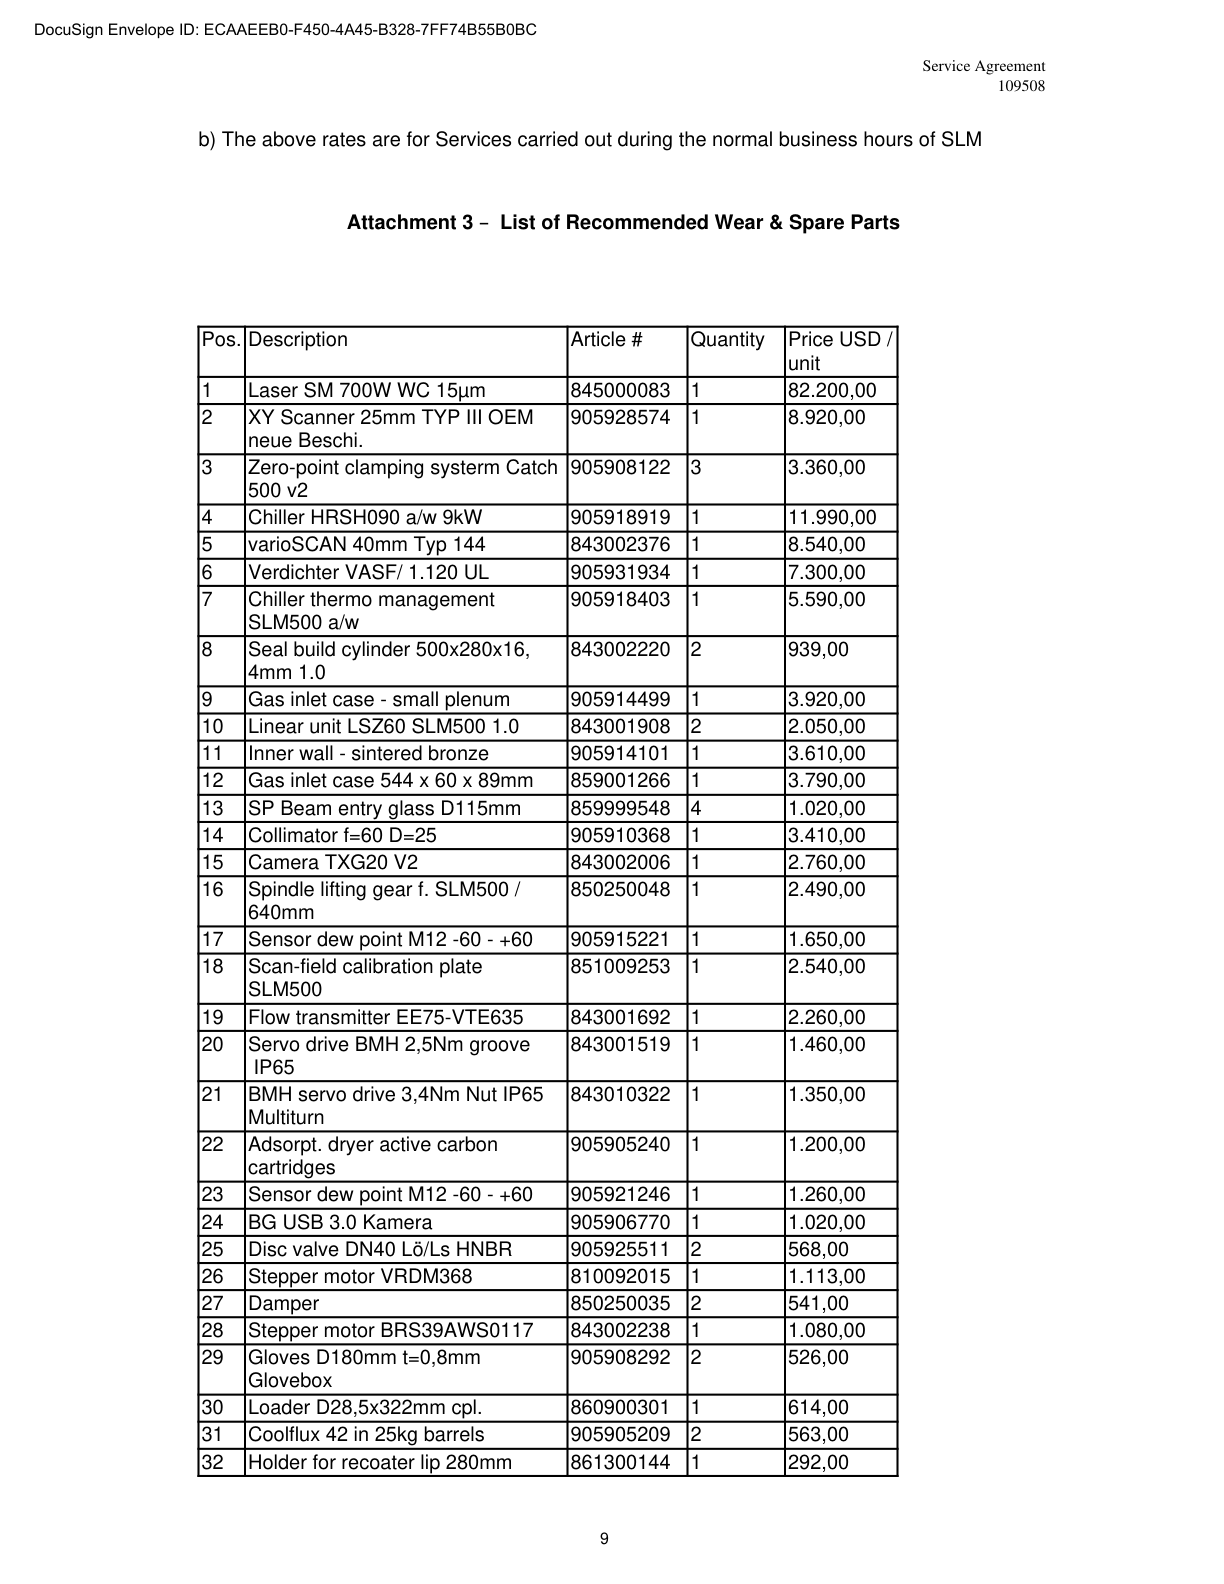 DocuSign Envelope ID: ECAAEEB0-F450-4A45-B328-7FF74B55B0BC
Service Agreement
109508
b) The above rates are for Services carried out during the normal business hours of SLM
Attachment 3 – List of Recommended Wear & Spare Parts
Pos. Description Article # Quantity Price USD /
unit
1 Laser SM 700W WC 15µm 845000083 1 82.200,00
2 XY Scanner 25mm TYP III OEM 905928574 1 8.920,00
neue Beschi.
3 Zero-point clamping systerm Catch 905908122 3 3.360,00
500 v2
4 Chiller HRSH090 a/w 9kW 905918919 1 11.990,00
5 varioSCAN 40mm Typ 144 843002376 1 8.540,00
6 Verdichter VASF/ 1.120 UL 905931934 1 7.300,00
7 Chiller thermo management 905918403 1 5.590,00
SLM500 a/w
8 Seal build cylinder 500x280x16, 843002220 2 939,00
4mm 1.0
9 Gas inlet case - small plenum 905914499 1 3.920,00
10 Linear unit LSZ60 SLM500 1.0 843001908 2 2.050,00
11 Inner wall - sintered bronze 905914101 1 3.610,00
12 Gas inlet case 544 x 60 x 89mm 859001266 1 3.790,00
13 SP Beam entry glass D115mm 859999548 4 1.020,00
14 Collimator f=60 D=25 905910368 1 3.410,00
15 Camera TXG20 V2 843002006 1 2.760,00
16 Spindle lifting gear f. SLM500 / 850250048 1 2.490,00
640mm
17 Sensor dew point M12 -60 - +60 905915221 1 1.650,00
18 Scan-field calibration plate 851009253 1 2.540,00
SLM500
19 Flow transmitter EE75-VTE635 843001692 1 2.260,00
20 Servo drive BMH 2,5Nm groove 843001519 1 1.460,00
IP65
21 BMH servo drive 3,4Nm Nut IP65 843010322 1 1.350,00
Multiturn
22 Adsorpt. dryer active carbon 905905240 1 1.200,00
cartridges
23 Sensor dew point M12 -60 - +60 905921246 1 1.260,00
24 BG USB 3.0 Kamera 905906770 1 1.020,00
25 Disc valve DN40 Lö/Ls HNBR 905925511 2 568,00
26 Stepper motor VRDM368 810092015 1 1.113,00
27 Damper 850250035 2 541,00
28 Stepper motor BRS39AWS0117 843002238 1 1.080,00
29 Gloves D180mm t=0,8mm 905908292 2 526,00
Glovebox
30 Loader D28,5x322mm cpl. 860900301 1 614,00
31 Coolflux 42 in 25kg barrels 905905209 2 563,00
32 Holder for recoater lip 280mm 861300144 1 292,00
9